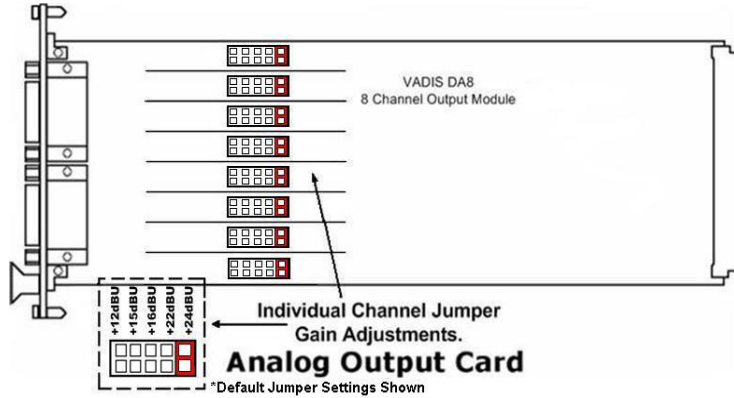 VADIS DA8
8 Channel Output Module
+12dBU
+15dBU
+16dBU
+22dBU
+24dBU
Individual Channel Jumper
Gain Adjustments.
Analog Output Card
*Default Jumper Settings Shown